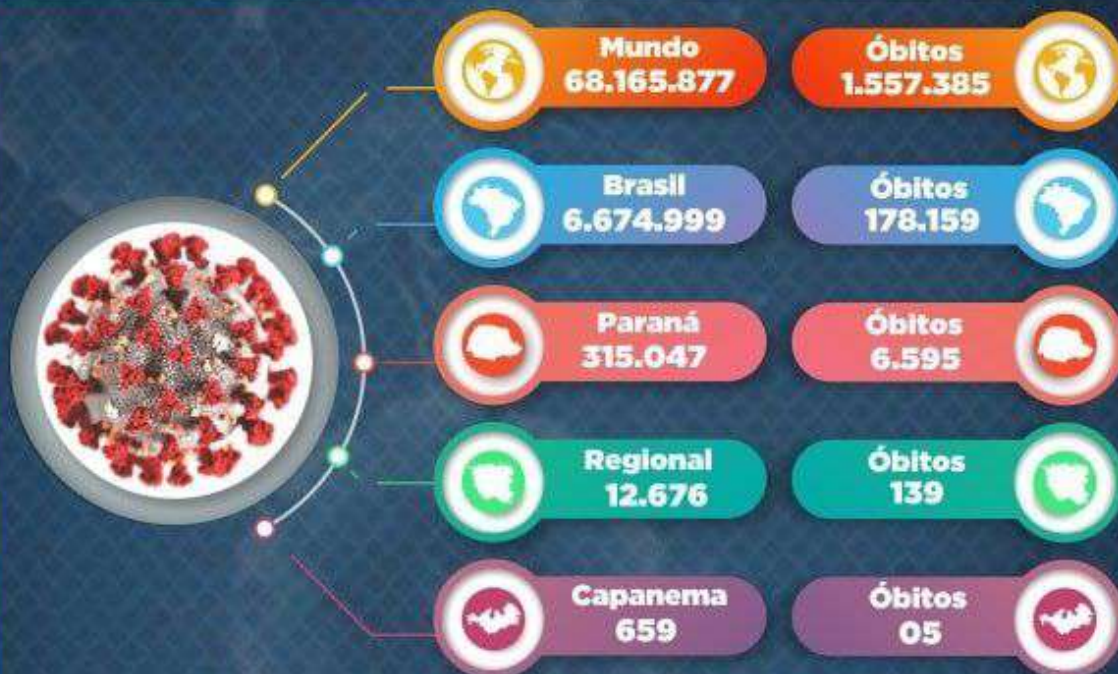 Mundo
68.165.877
Óbitos
1.557.385
Brasil
6.674.999
Óbitos
178.159
Paraná
315.047
Óbitos
6.595
Regional
12.676
Óbitos
139
Capanema
659
Óbitos
05